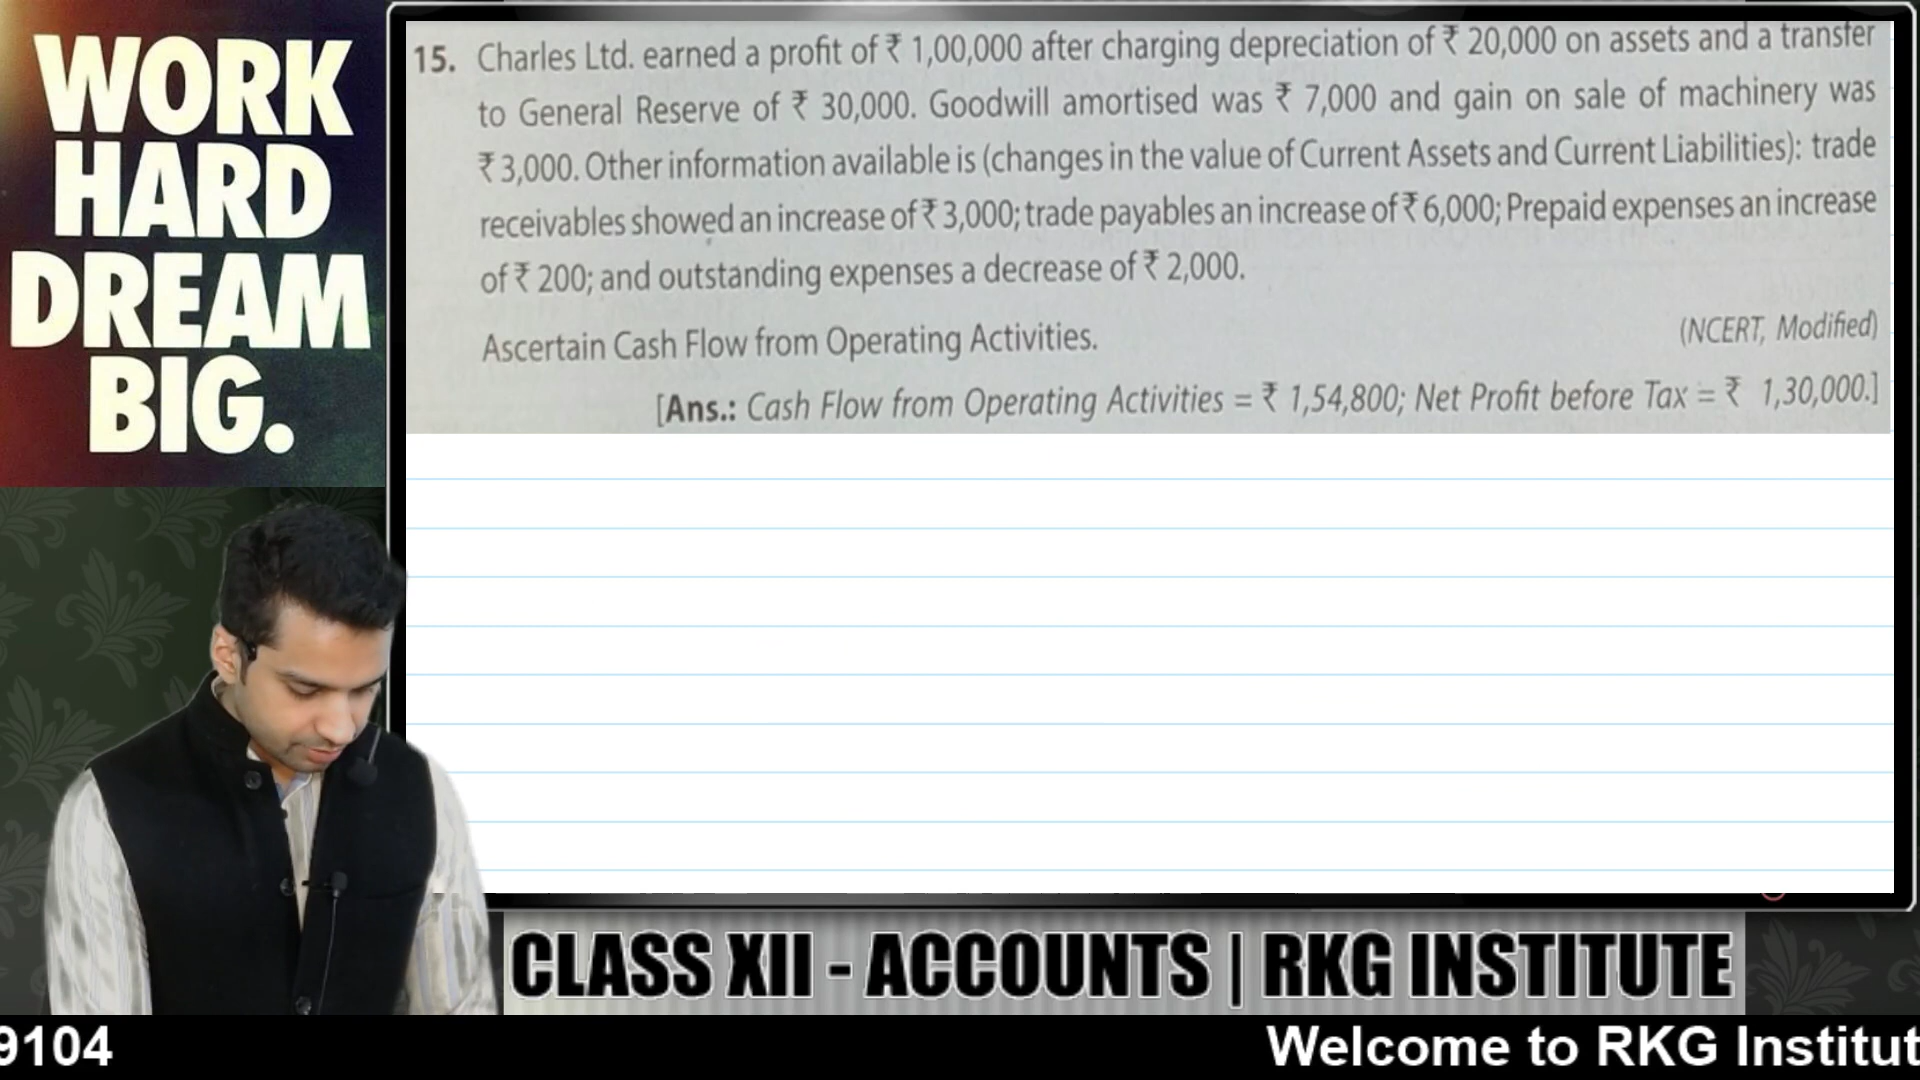 WORK
HARD
DREAM
BIG.
15. Charles Ltd. earned a profit of ₹ 1,00,000 after charging depreciation of ₹ 20,000 on assets and a transfer
to General Reserve of ₹ 30,000. Goodwill amortised was ₹ 7,000 and gain on sale of machinery was
₹ 3,000. Other information available is (changes in the value of Current Assets and Current Liabilities): trade
receivables showed an increase of ₹ 3,000; trade payables an increase of ₹ 6,000; Prepaid expenses an increase
of ₹ 200; and outstanding expenses a decrease of ₹ 2,000.
Ascertain Cash Flow from Operating Activities.
(NCERT, Modified)
[Ans.: Cash Flow from Operating Activities = ₹ 1,54,800; Net Profit before Tax = ₹ 1,30,000.]
CLASS XII - ACCOUNTS | RKG INSTITUTE
9104
Welcome to RKG Institut